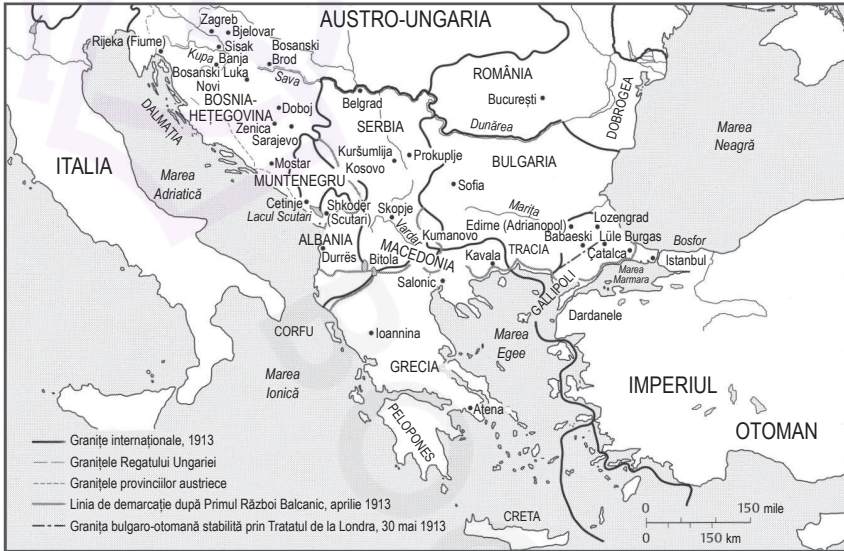 AUSTRO-UNGARIA
Zagreb
Bjelovar
Rijeka (Fiume)
Sisak
Bosanski
Brod
Kupa
Banja
Luka
Bosanski
Novi
Sava
ROMÂNIA
BOSNIA-
HEȚEGOVINA
Doboj
Belgrad
București
DOBROGEA
DALMAȚIA
Zenica
Sarajevo
SERBIA
Dunărea
Marea
Neagră
ITALIA
Marea
Adriatică
Mostar
Kuršumlija
Prokuplje
Kosovo
BULGARIA
MUNTENEGRU
Sofia
Cetinje
Lacul Scutari
Shkodër
(Scutari)
Skopje
Vardar
Marița
Kumanovo
Edirne (Adrianopol)
Lozengrad
Babaeski
Lüle Burgas
Bosfor
ALBANIA
Durrës
MACEDONIA
Bitola
TRACIA
Kavala
Çatalca
Istanbul
Marea
Marmara
GALLIPOLI
Salonic
Dardanele
CORFU
Ioannina
Marea
Egee
Marea
Ionică
GRECIA
IMPERIUL
OTOMAN
Atena
PELOPONES
CRETA
Granițe internaționale, 1913
Granițele Regatului Ungariei
Granițele provinciilor austriece
Linia de demarcație după Primul Război Balcanic, aprilie 1913
Granița bulgaro-otomană stabilită prin Tratatul de la Londra, 30 mai 1913
0 150 mile
0 150 km